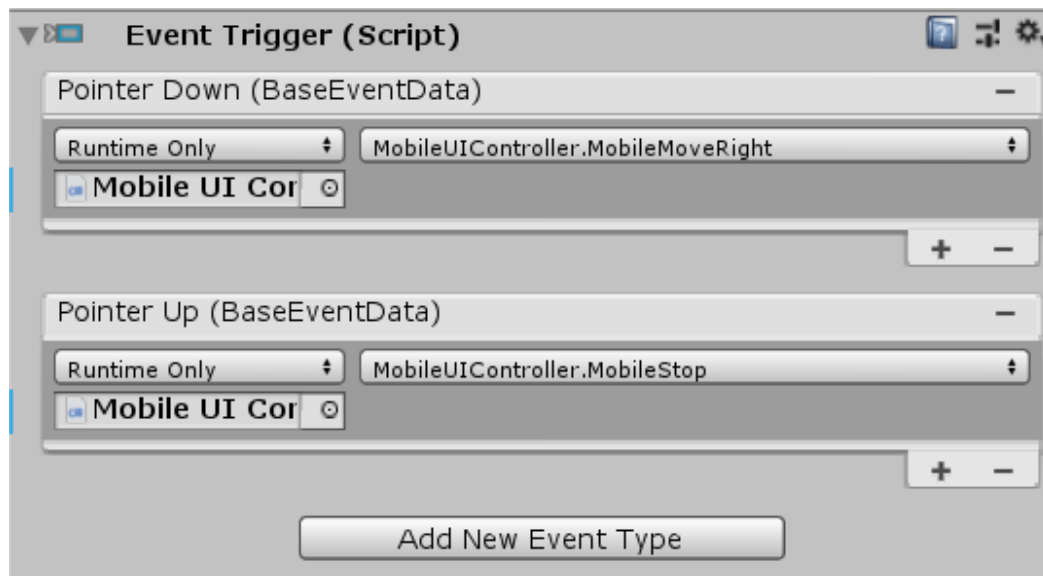 Event Trigger (Script)
Pointer Down (BaseEventData)
Runtime Only MobileUIController.MobileMoveRight
Mobile UI Cor
Pointer Up (BaseEventData)
Runtime Only MobileUIController.MobileStop
Mobile UI Cor
Add New Event Type